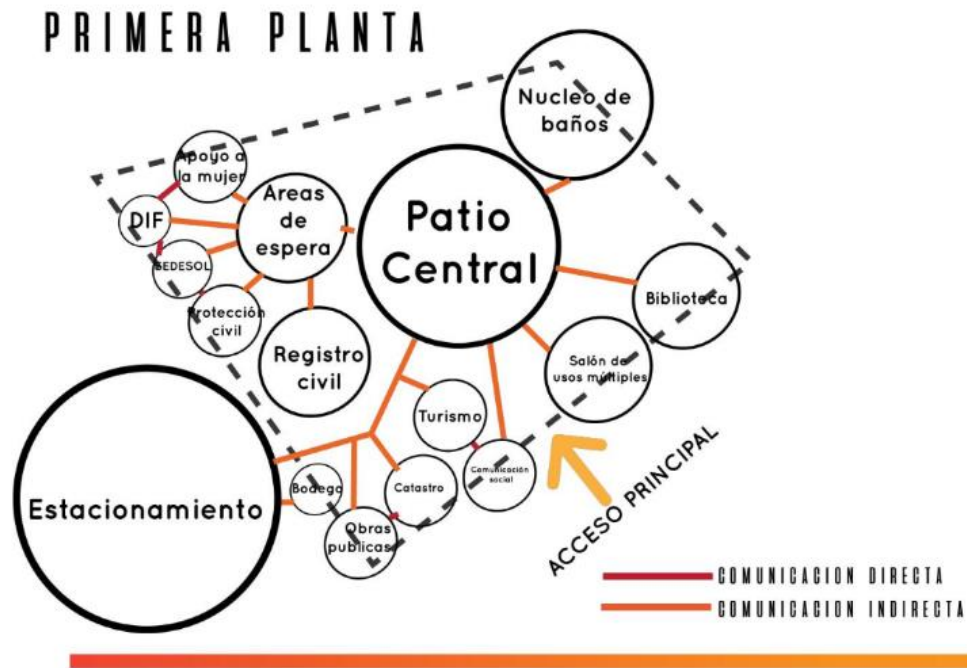 PRIMERA PLANTA
Nucleo de
baños
Apoyo a
la mujer
Areas
de
espera
DIF
SEDESOL
Protección
civil
Patio
Central
Biblioteca
Registro
civil
Salón de
usos múltiples
Turismo
Comunicación
social
Estacionamiento
Bodega
Catastro
Obras
publicas
ACCESO PRINCIPAL
COMUNICACION DIRECTA
COMUNICACION INDIRECTA